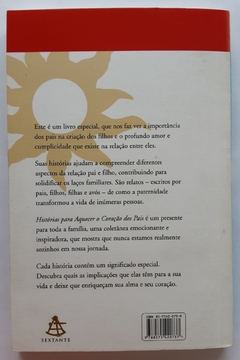 Este é um livro especial, que nos faz ver a importância
dos pais na criação dos filhos e o profundo amor e
cumplicidade que existe na relação entre eles.
Suas histórias ajudam a compreender diferentes
aspectos da relação pai e filho, contribuindo para
solidificar os laços familiares. São relatos – escritos por
pais, filhos, filhas e avós – de como a paternidade
transformou a vida de inúmeras pessoas.
Histórias para Aquecer o Coração dos Pais é um presente
para toda a família, uma coletânea emocionante e
inspiradora, que mostra que nunca estamos realmente
sozinhos em nossa jornada.
Cada história contém um significado especial.
Descubra quais as implicações que elas têm para a sua
vida e deixe que enriqueçam sua alma e seu coração.
SEXTANTE